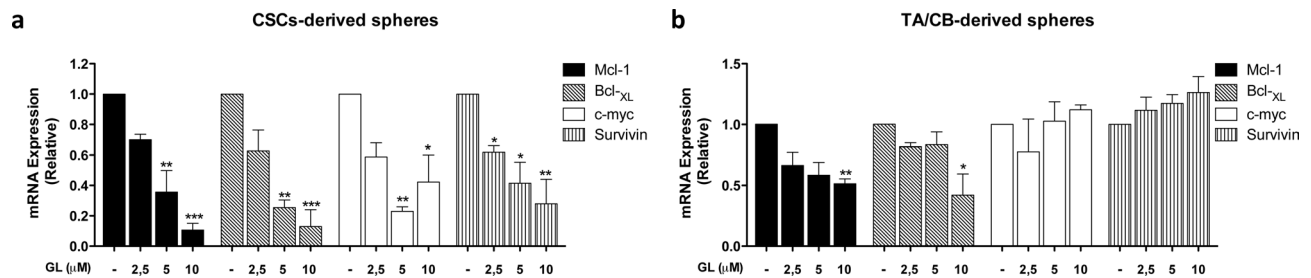 a
CSCs-derived spheres
mRNA Expression
(Relative)
1.2
1.0
0.8
0.6
0.4
0.2
0.0
** *** ** *** ** * * * **
Mcl-1
Bcl-XL
c-myc
Survivin
GL (µM) - 2,5 5 10 - 2,5 5 10 - 2,5 5 10 - 2,5 5 10
b
TA/CB-derived spheres
mRNA Expression
(Relative)
1.5
1.0
0.5
0.0
** *
Mcl-1
Bcl-XL
c-myc
Survivin
GL (µM) - 2,5 5 10 - 2,5 5 10 - 2,5 5 10 - 2,5 5 10